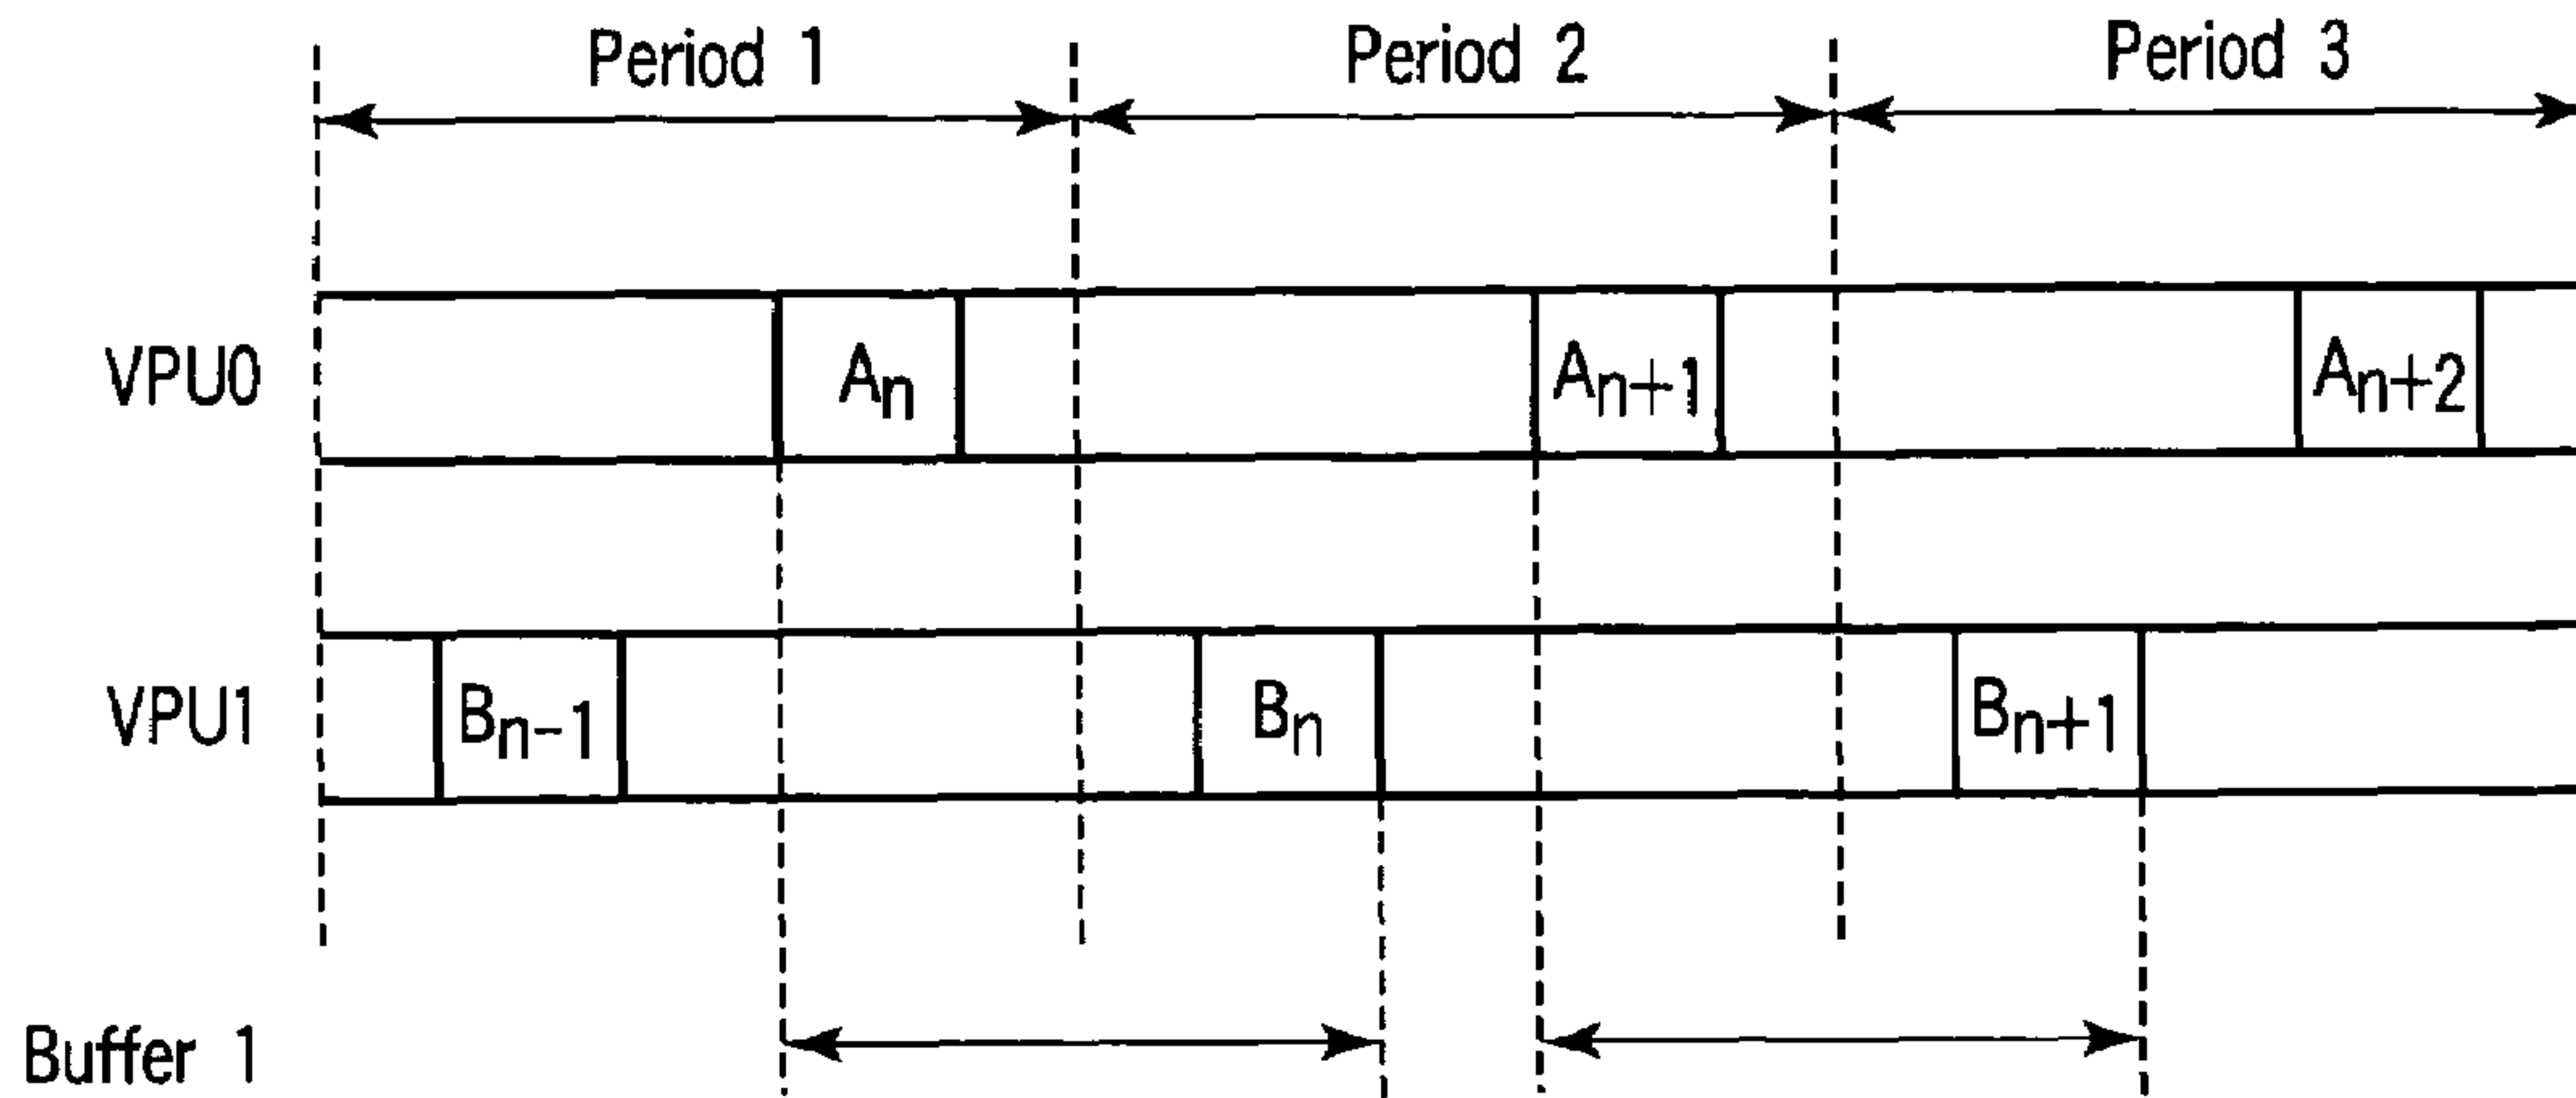 Period 1 Period 2 Period 3
VPU0 An An+1 An+2
VPU1 Bn-1 Bn Bn+1
Buffer 1